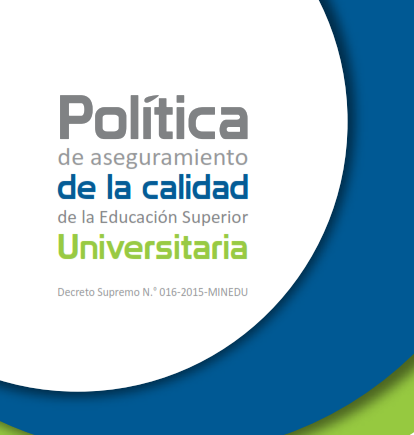 Política
de aseguramiento
de la calidad
de la Educación Superior
Universitaria
Decreto Supremo N.° 016-2015-MINEDU